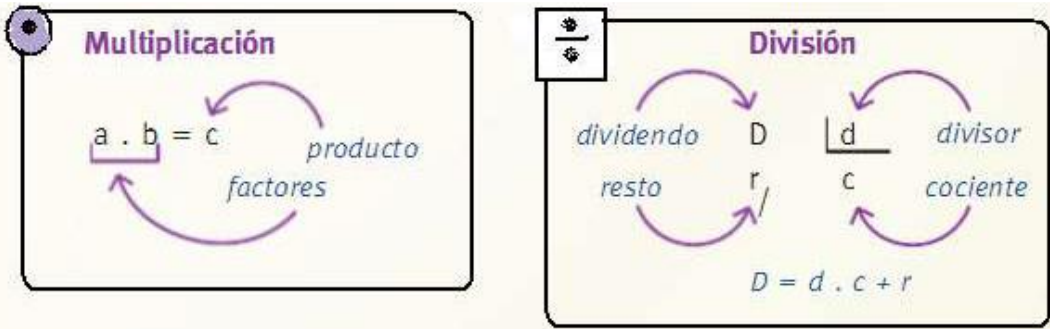 Multiplicación
a . b = c
producto
factores
÷
División
dividendo D d divisor
resto r c cociente
D = d . c + r